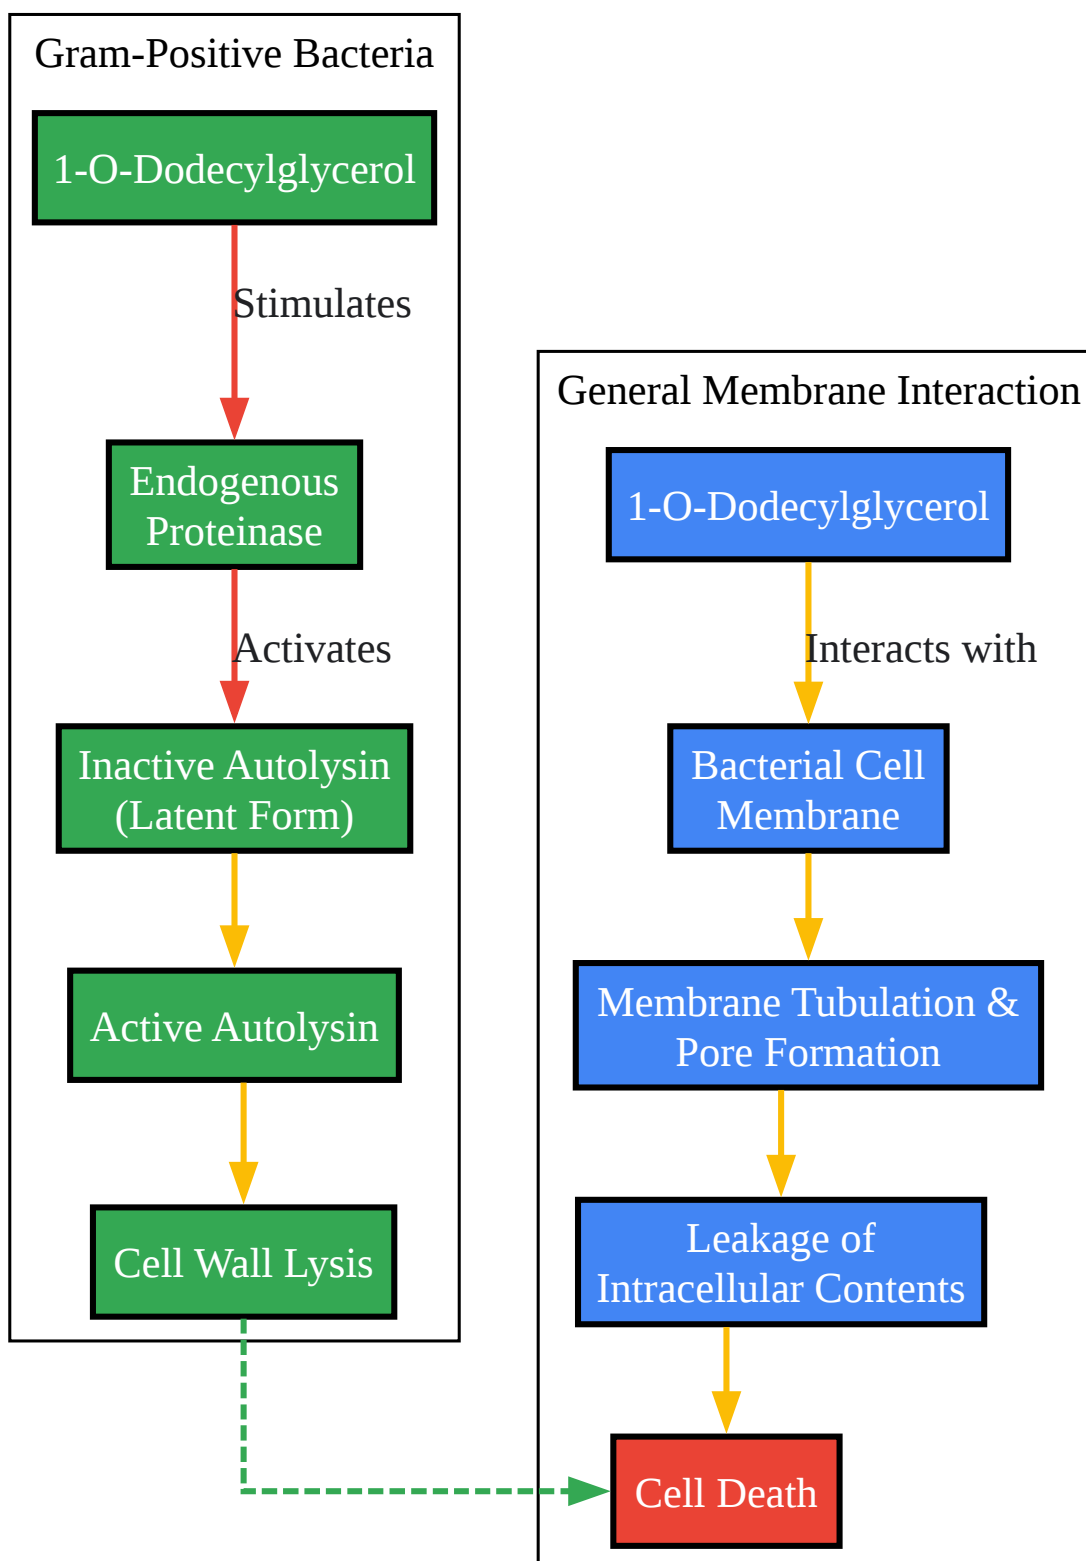 Gram-Positive Bacteria
1-O-Dodecylglycerol
Stimulates
Endogenous
Proteinase
Activates
Inactive Autolysin
(Latent Form)
Active Autolysin
Cell Wall Lysis
General Membrane Interaction
1-O-Dodecylglycerol
Interacts with
Bacterial Cell
Membrane
Membrane Tubulation &
Pore Formation
Leakage of
Intracellular Contents
Cell Death